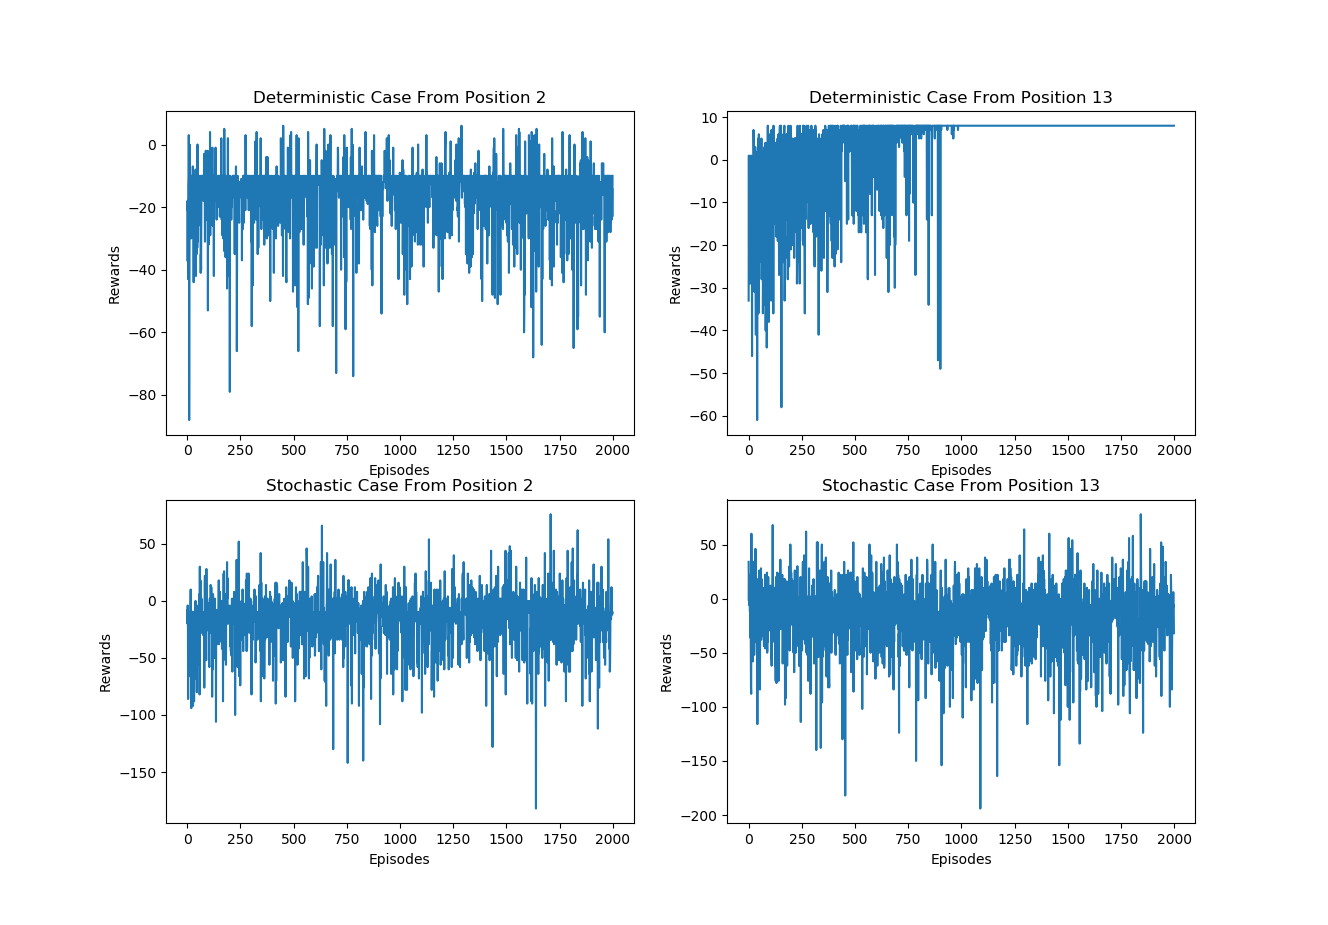 Deterministic Case From Position 2
0
−20
−40
−60
−80
Rewards
0 250 500 750 1000 1250 1500 1750 2000
Episodes
Deterministic Case From Position 13
10
0
−10
−20
−30
−40
−50
−60
Rewards
0 250 500 750 1000 1250 1500 1750 2000
Episodes
Stochastic Case From Position 2
50
0
−50
−100
−150
Rewards
0 250 500 750 1000 1250 1500 1750 2000
Episodes
Stochastic Case From Position 13
50
0
−50
−100
−150
−200
Rewards
0 250 500 750 1000 1250 1500 1750 2000
Episodes